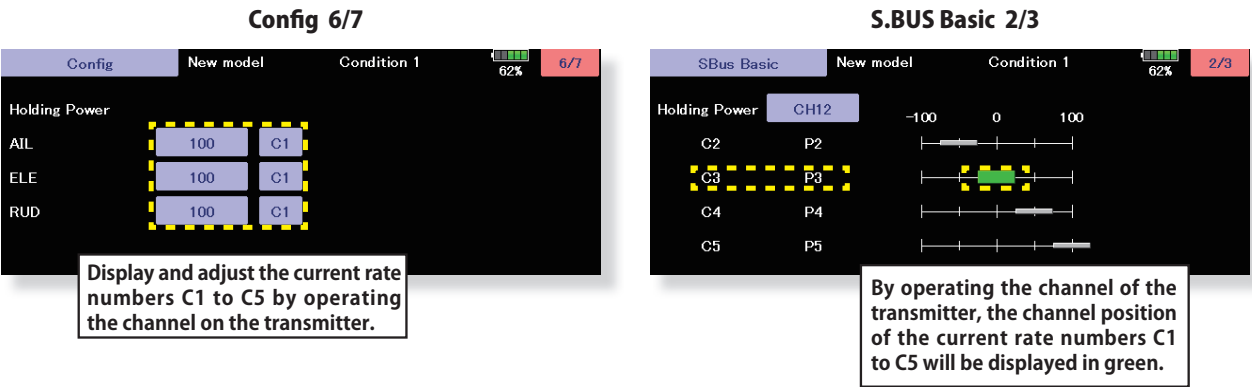 Config 6/7
Config New model Condition 1 62% 6/7
Holding Power
AIL 100 C1
ELE 100 C1
RUD 100 C1
Display and adjust the current rate
numbers C1 to C5 by operating
the channel on the transmitter.
S.BUS Basic 2/3
SBus Basic New model Condition 1 62% 2/3
Holding Power CH12 -100 0 100
C2 P2
C3 P3
C4 P4
C5 P5
By operating the channel of the
transmitter, the channel position
of the current rate numbers C1
to C5 will be displayed in green.